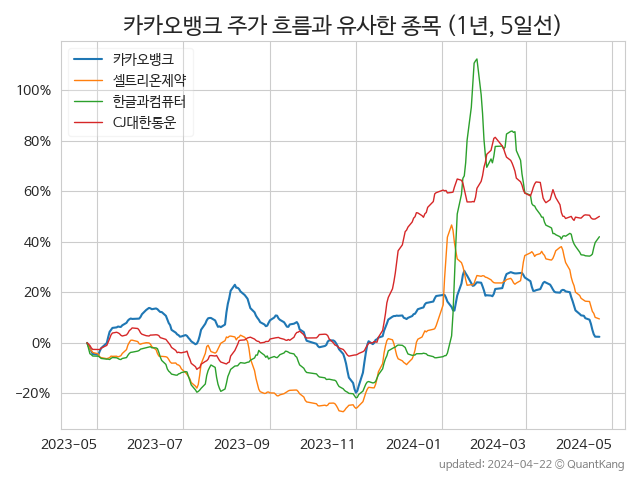 카카오뱅크 주가 흐름과 유사한 종목 (1년, 5일선)
카카오뱅크
셀트리온제약
한글과컴퓨터
CJ대한통운
100%
80%
60%
40%
20%
0%
−20%
2023-05 2023-07 2023-09 2023-11 2024-01 2024-03 2024-05
updated: 2024-04-22 © QuantKang